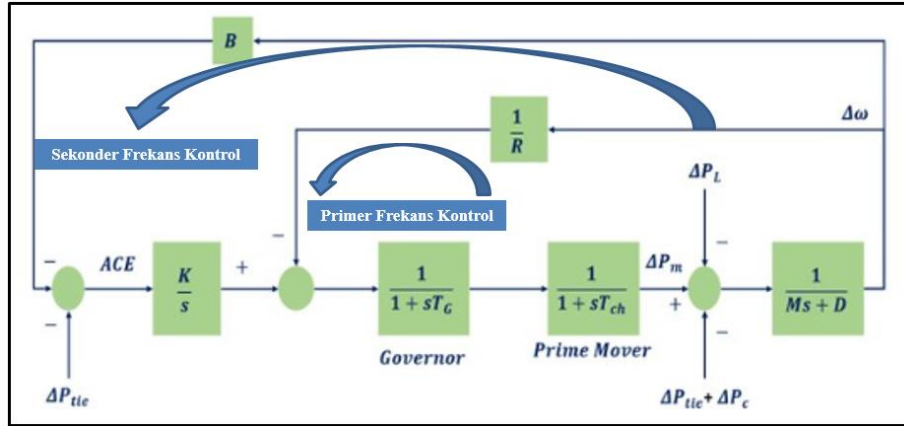 B
1
R
Δω
Sekonder Frekans Kontrol
ΔP_L
Primer Frekans Kontrol
−
−
−
ACE
K
s
+
1
1 + sT_G
1
1 + sT_ch
ΔP_m
+
1
Ms + D
−
−
Governor
Prime Mover
ΔP_tie
ΔP_tie + ΔP_c